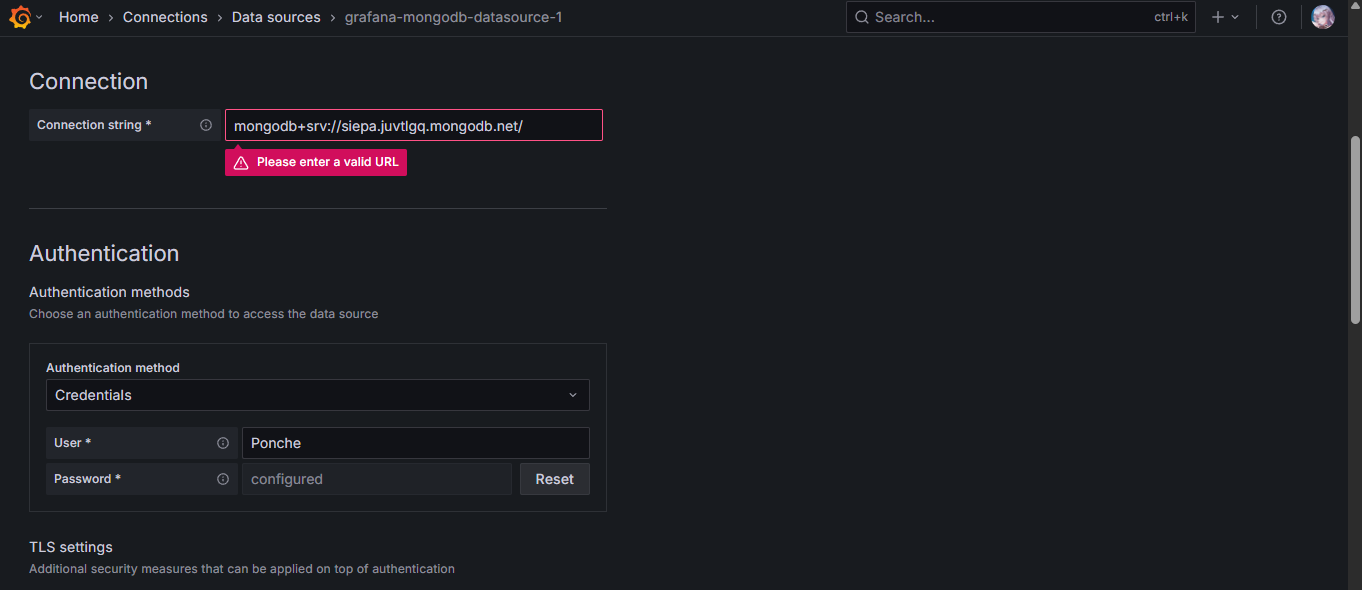 Home › Connections › Data sources › grafana-mongodb-datasource-1 Search... ctrl+k
Connection
Connection string * mongodb+srv://siepa.juvtlgq.mongodb.net/
Please enter a valid URL
Authentication
Authentication methods
Choose an authentication method to access the data source
Authentication method
Credentials
User * Ponche
Password * configured Reset
TLS settings
Additional security measures that can be applied on top of authentication